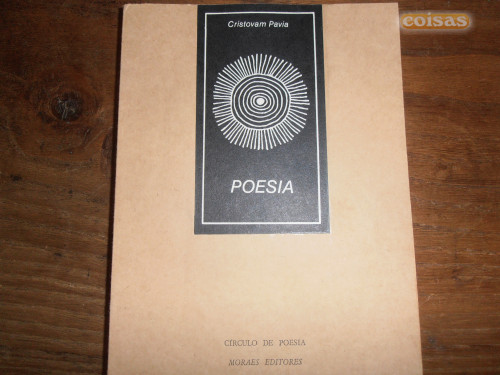 coisas
Cristovam Pavia
POESIA
CÍRCULO DE POESIA
MORAES EDITORES